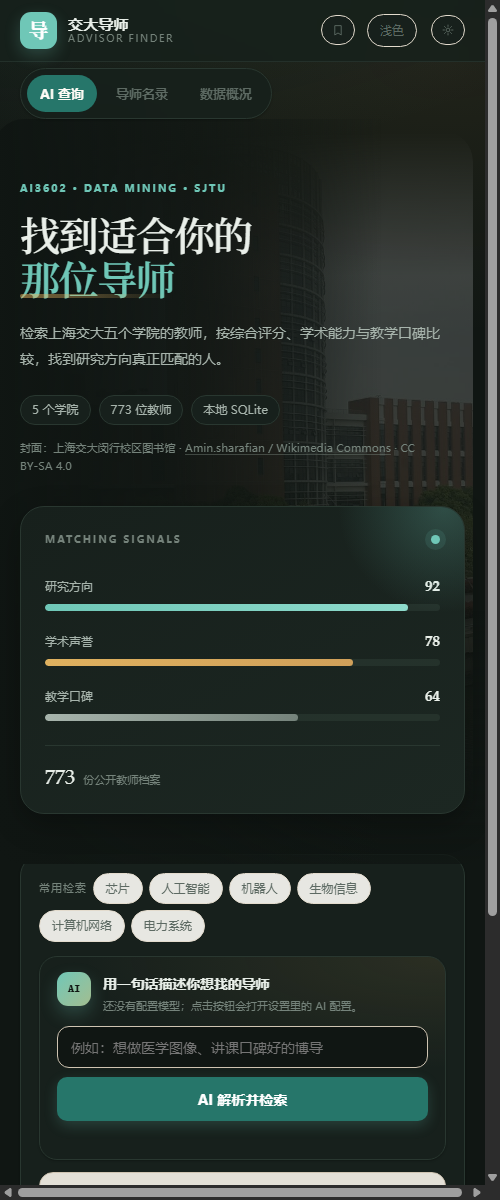 导
交大导师
ADVISOR FINDER
浅色
AI 查询
导师名录
数据概况
AI3602 • DATA MINING • SJTU
找到适合你的
那位导师
检索上海交大五个学院的教师，按综合评分、学术能力与教学口碑比
较，找到研究方向真正匹配的人。
5 个学院
773 位教师
本地 SQLite
封面：上海交大闵行校区图书馆 · Amin.sharafian / Wikimedia Commons · CC
BY-SA 4.0
MATCHING SIGNALS
研究方向 92
学术声誉 78
教学口碑 64
773 份公开教师档案
常用检索 芯片 人工智能 机器人 生物信息
计算机网络 电力系统
AI
用一句话描述你想找的导师
还没有配置模型；点击按钮会打开设置里的 AI 配置。
例如：想做医学图像、讲课口碑好的博导
AI 解析并检索